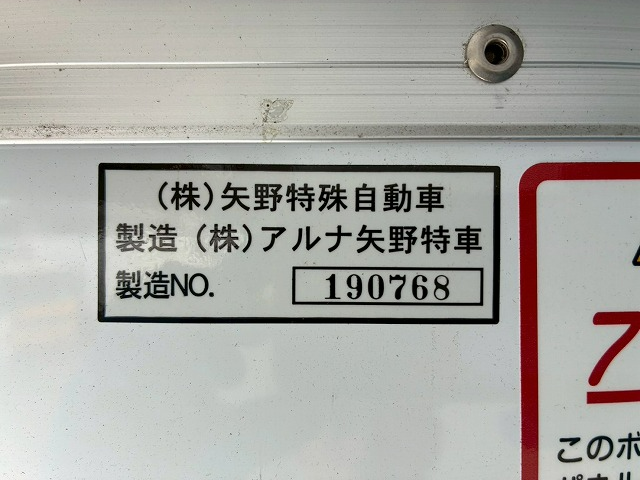 (株)矢野特殊自動車
製造 (株)アルナ矢野特車
製造NO. 190768
このボ